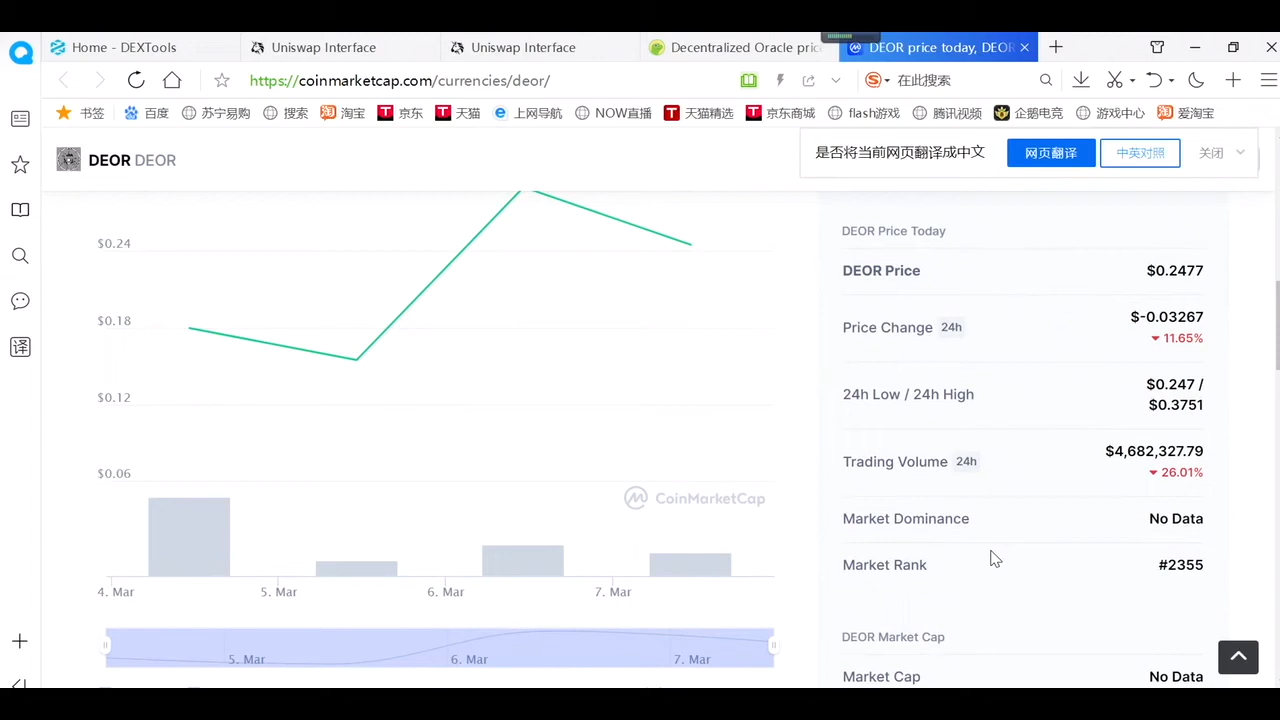 Home - DEXTools
Uniswap Interface
Uniswap Interface
Decentralized Oracle pric
DEOR price today, DEOR
https://coinmarketcap.com/currencies/deor/
在此搜索
书签
百度
苏宁易购
搜索
淘宝
京东
天猫
上网导航
NOW直播
天猫精选
京东商城
flash游戏
腾讯视频
企鹅电竞
游戏中心
爱淘宝
DEOR DEOR
是否将当前网页翻译成中文
网页翻译
中英对照
关闭
译
$0.24
$0.18
$0.12
$0.06
CoinMarketCap
4. Mar
5. Mar
6. Mar
7. Mar
5. Mar
6. Mar
7. Mar
DEOR Price Today
DEOR Price
$0.2477
Price Change 24h
$-0.03267
11.65%
24h Low / 24h High
$0.247 /
$0.3751
Trading Volume 24h
$4,682,327.79
26.01%
Market Dominance
No Data
Market Rank
#2355
DEOR Market Cap
Market Cap
No Data